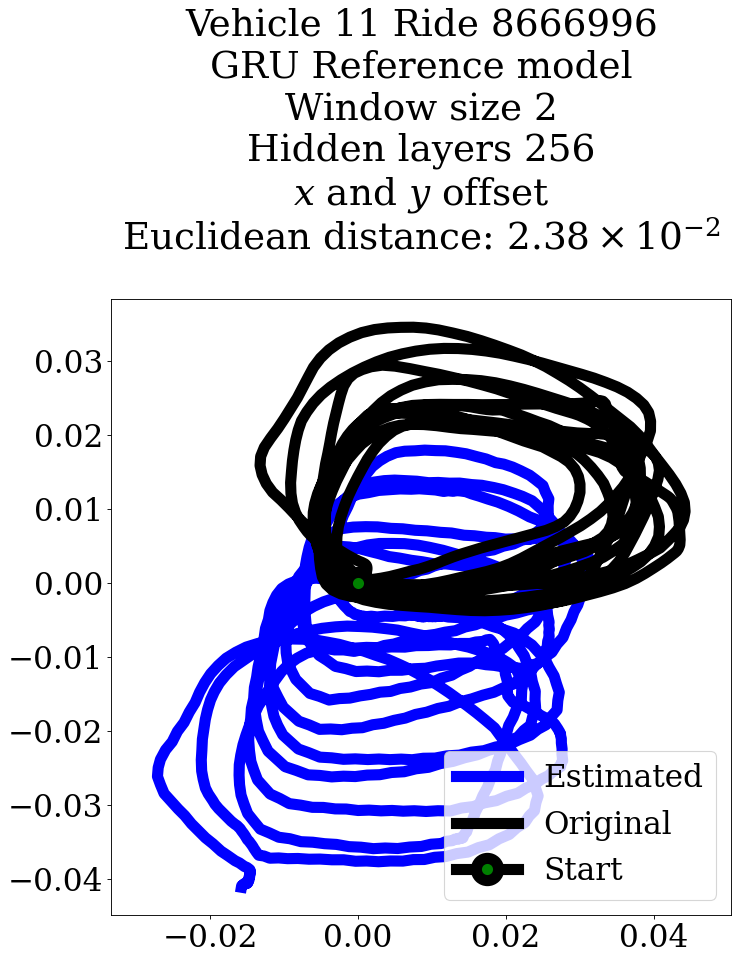 Vehicle 11 Ride 8666996
GRU Reference model
Window size 2
Hidden layers 256
x and y offset
Euclidean distance: 2.38 × 10⁻²
0.03
0.02
0.01
0.00
−0.01
−0.02
−0.03
−0.04
Estimated
Original
Start
−0.02 0.00 0.02 0.04